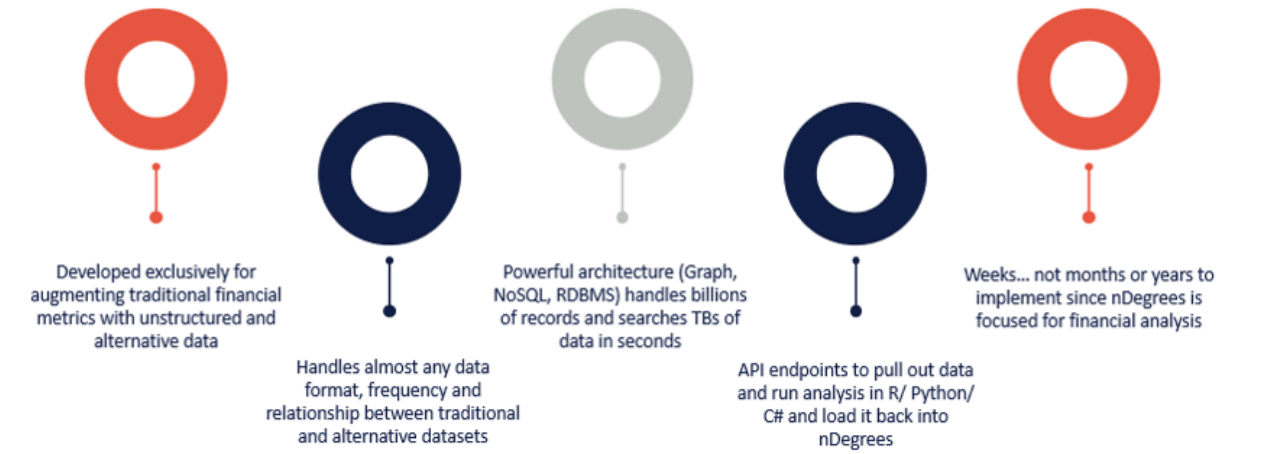 Developed exclusively for
augmenting traditional financial
metrics with unstructured and
alternative data
Handles almost any data
format, frequency and
relationship between traditional
and alternative datasets
Powerful architecture (Graph,
NoSQL, RDBMS) handles billions
of records and searches TBs of
data in seconds
API endpoints to pull out data
and run analysis in R/ Python/
C# and load it back into
nDegrees
Weeks... not months or years to
implement since nDegrees is
focused for financial analysis